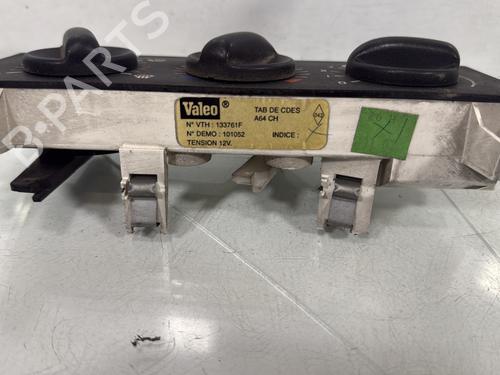 Valeo®
TAB DE CDES
A64 CH
N° VTH : 133761F
N° DEMO : 101052
INDICE :
TENSION 12V.
B-PARTS